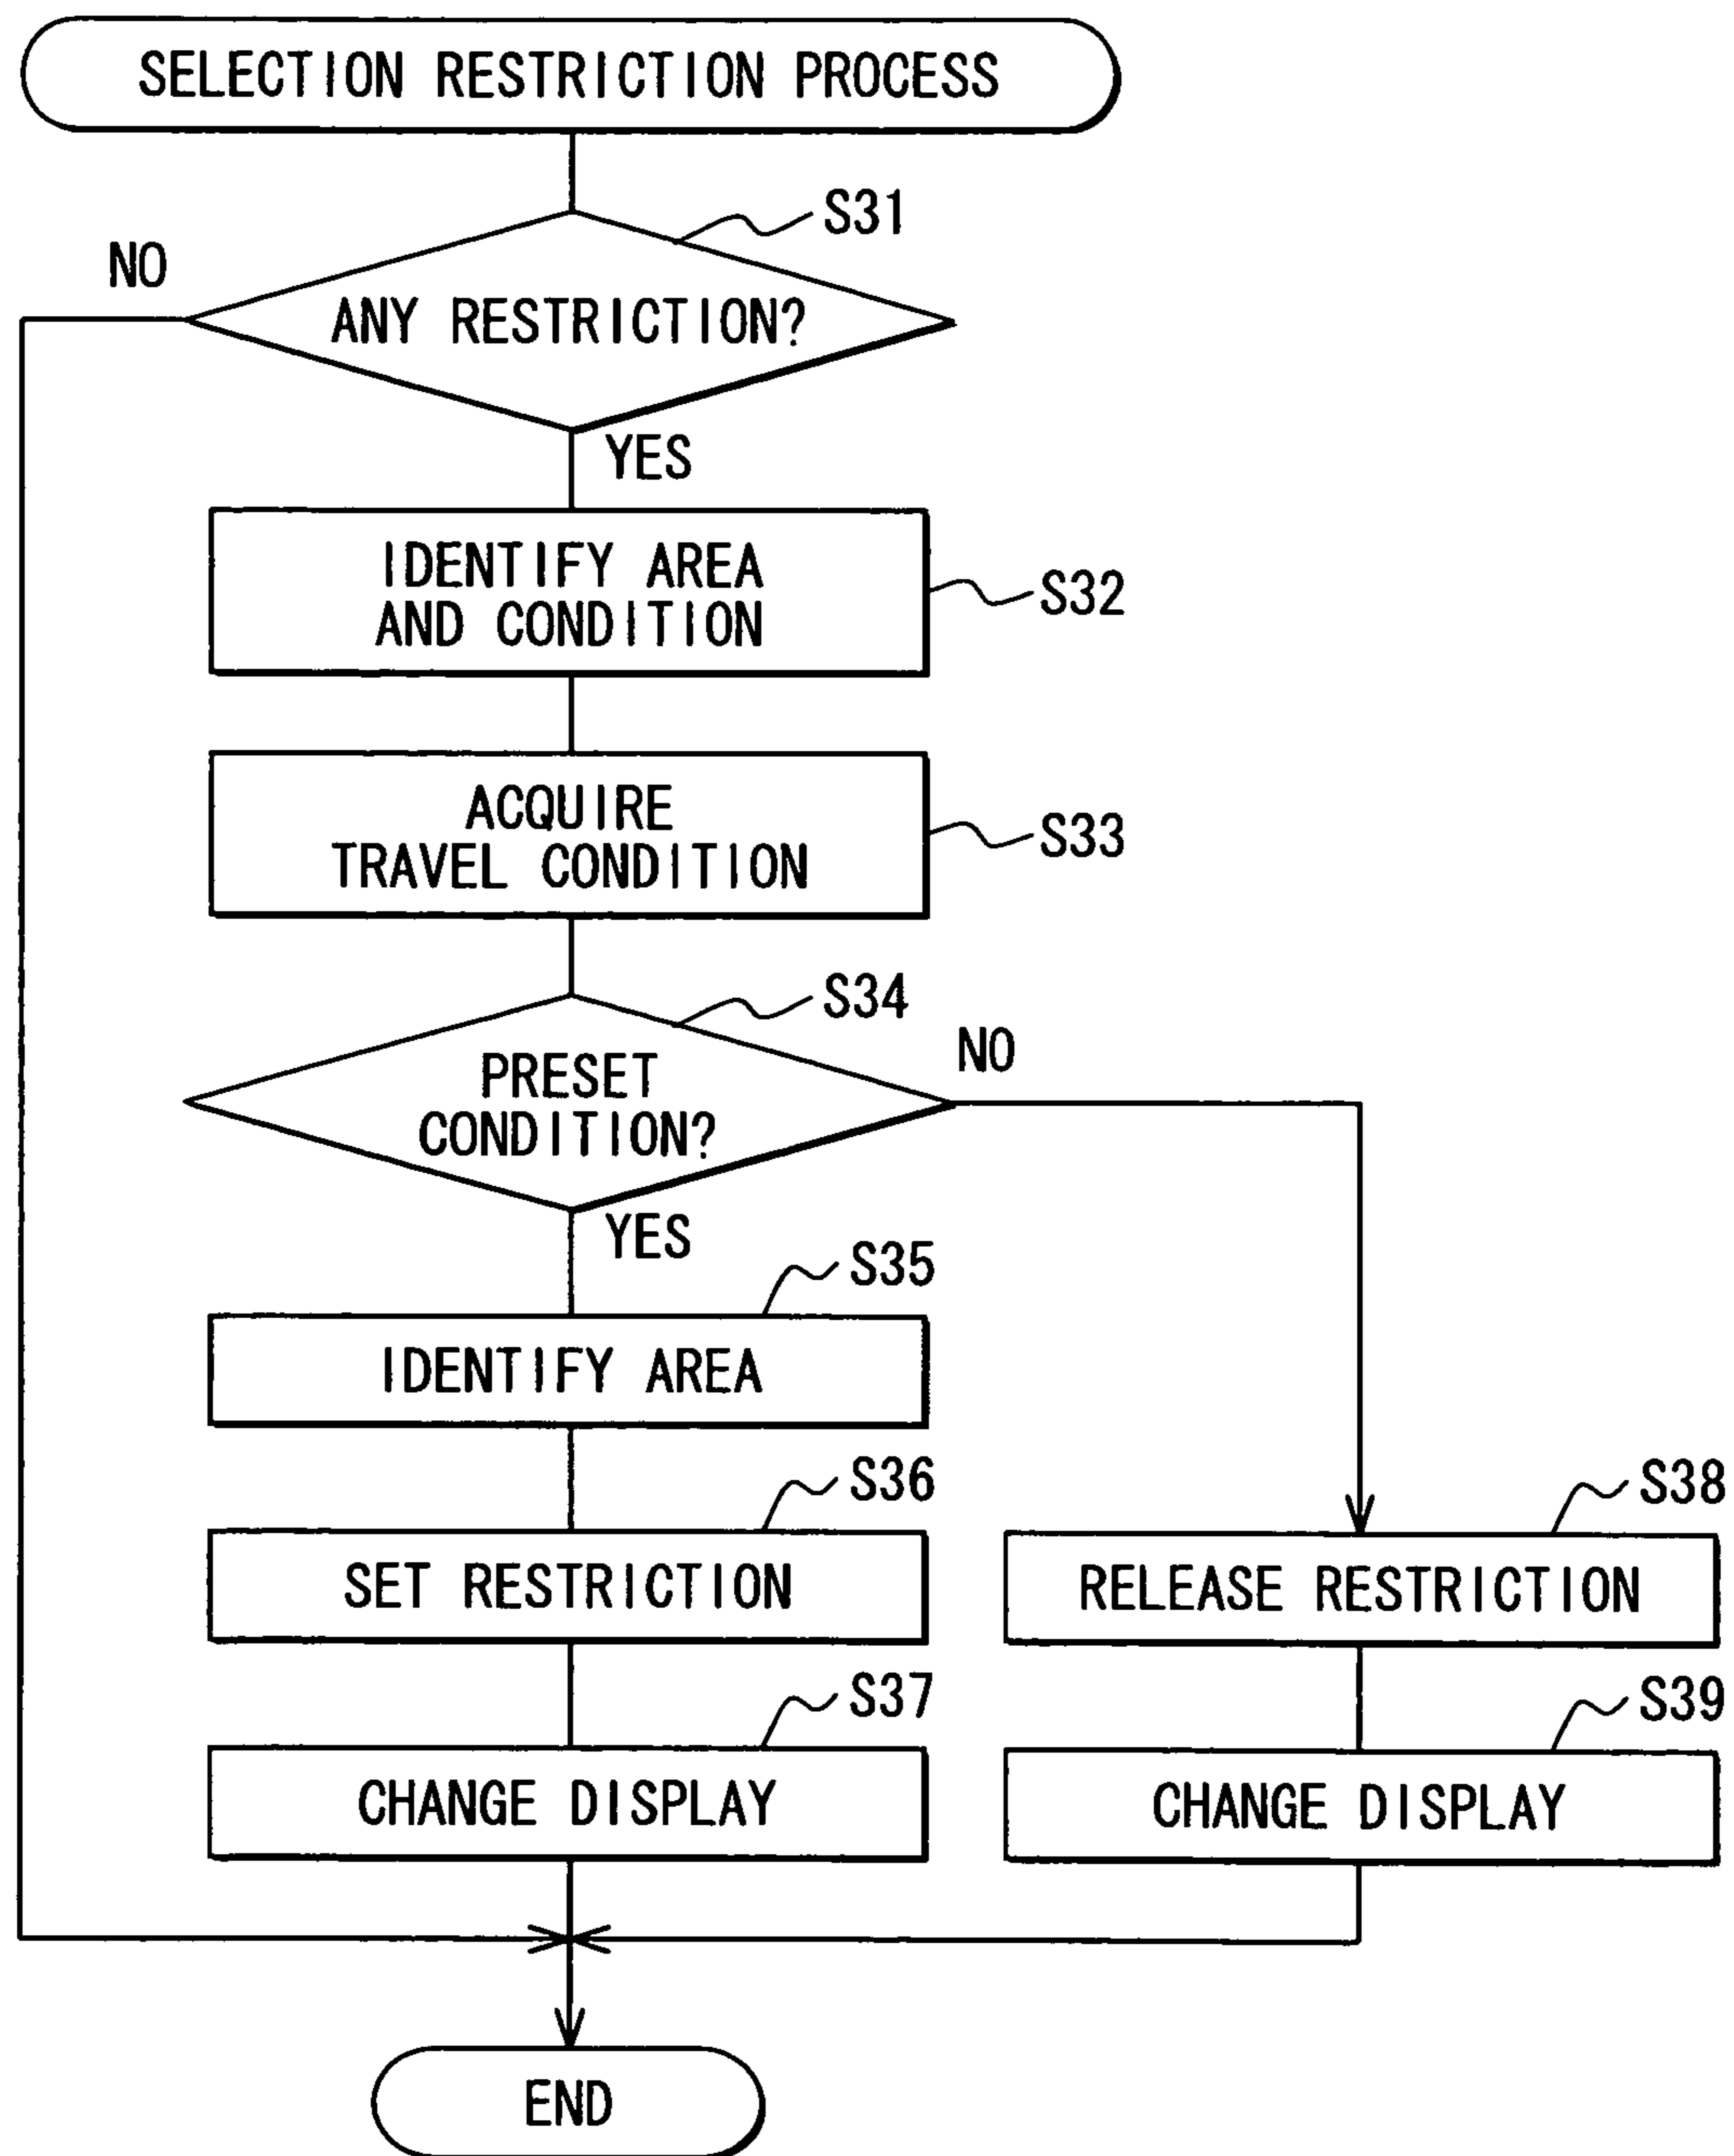 SELECTION RESTRICTION PROCESS
S31
NO
ANY RESTRICTION?
YES
IDENTIFY AREA
AND CONDITION
S32
ACQUIRE
TRAVEL CONDITION
S33
S34
NO
PRESET
CONDITION?
YES
S35
IDENTIFY AREA
S36
SET RESTRICTION
S38
RELEASE RESTRICTION
S37
CHANGE DISPLAY
S39
CHANGE DISPLAY
END